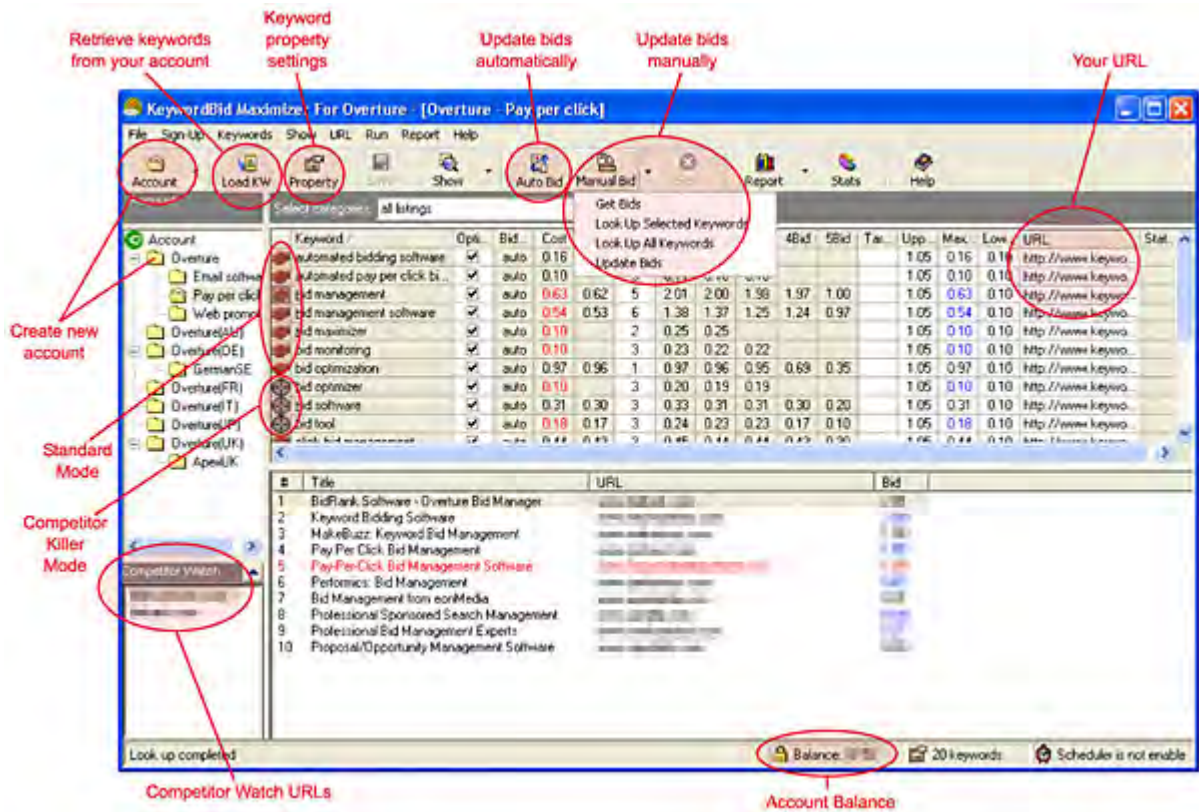 Keyword
property
settings
Retrieve keywords
from your account
Update bids
automatically
Update bids
manually
Your URL
KeywordBid Maximizer For Overture - [Overture - Pay per click]
File Sign-Up Keywords Show URL Run Report Help
Account Load KW Property Show Auto Bid Manual Bid Report Stats Help
Select categories: all listings
Get Bids
Look Up Selected Keywords
Look Up All Keywords
Update Bids
Account
Overture
Email softwa
Pay per click
Web promo
Overture(AU)
Overture(DE)
GermanSE
Overture(FR)
Overture(IT)
Overture(JP)
Overture(UK)
ApexUK
Keyword Opti... Bid... Cost 4Bid 5Bid Tar... Upp... Max... Low... URL Stat...
automated bidding software auto 0.16 1.05 0.16 0.10 http://www.keywo...
automated pay per click bi... auto 0.10 1.05 0.10 0.10 http://www.keywo...
bid management auto 0.63 0.62 5 2.01 2.00 1.98 1.97 1.00 1.05 0.63 0.10 http://www.keywo...
bid management software auto 0.54 0.53 6 1.38 1.37 1.25 1.24 0.97 1.05 0.54 0.10 http://www.keywo...
bid maximizer auto 0.10 2 0.25 0.25 1.05 0.10 0.10 http://www.keywo...
bid monitoring auto 0.10 3 0.23 0.22 0.22 1.05 0.10 0.10 http://www.keywo...
bid optimization auto 0.97 0.96 1 0.97 0.96 0.95 0.69 0.35 1.05 0.97 0.10 http://www.keywo...
bid optimizer auto 0.10 3 0.20 0.19 0.19 1.05 0.10 0.10 http://www.keywo...
bid software auto 0.31 0.30 3 0.33 0.31 0.31 0.30 0.20 1.05 0.31 0.10 http://www.keywo...
bid tool auto 0.18 0.17 3 0.24 0.23 0.23 0.17 0.10 1.05 0.18 0.10 http://www.keywo...
Create new
account
Standard
Mode
Competitor
Killer
Mode
Competitor Watch
# Title URL Bid
1 BidRank Software - Overture Bid Manager
2 Keyword Bidding Software
3 MakeBuzz: Keyword Bid Management
4 Pay Per Click Bid Management
5 Pay-Per-Click Bid Management Software
6 Performics: Bid Management
7 Bid Management from eonMedia
8 Professional Sponsored Search Management
9 Professional Bid Management Experts
10 Proposal/Opportunity Management Software
Look up completed Balance: 20 keywords Scheduler is not enable
Competitor Watch URLs
Account Balance